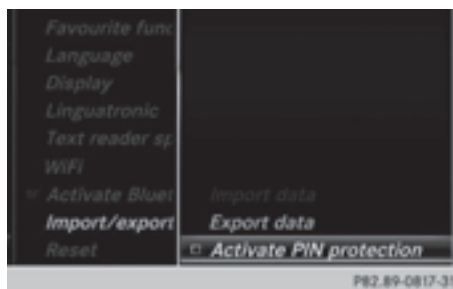 Favourite func
Language
Display
Linguatronic
Text reader sp
WiFi
Activate Bluet
Import/export
Reset
Import data
Export data
Activate PIN protection
P82.89-0817-31